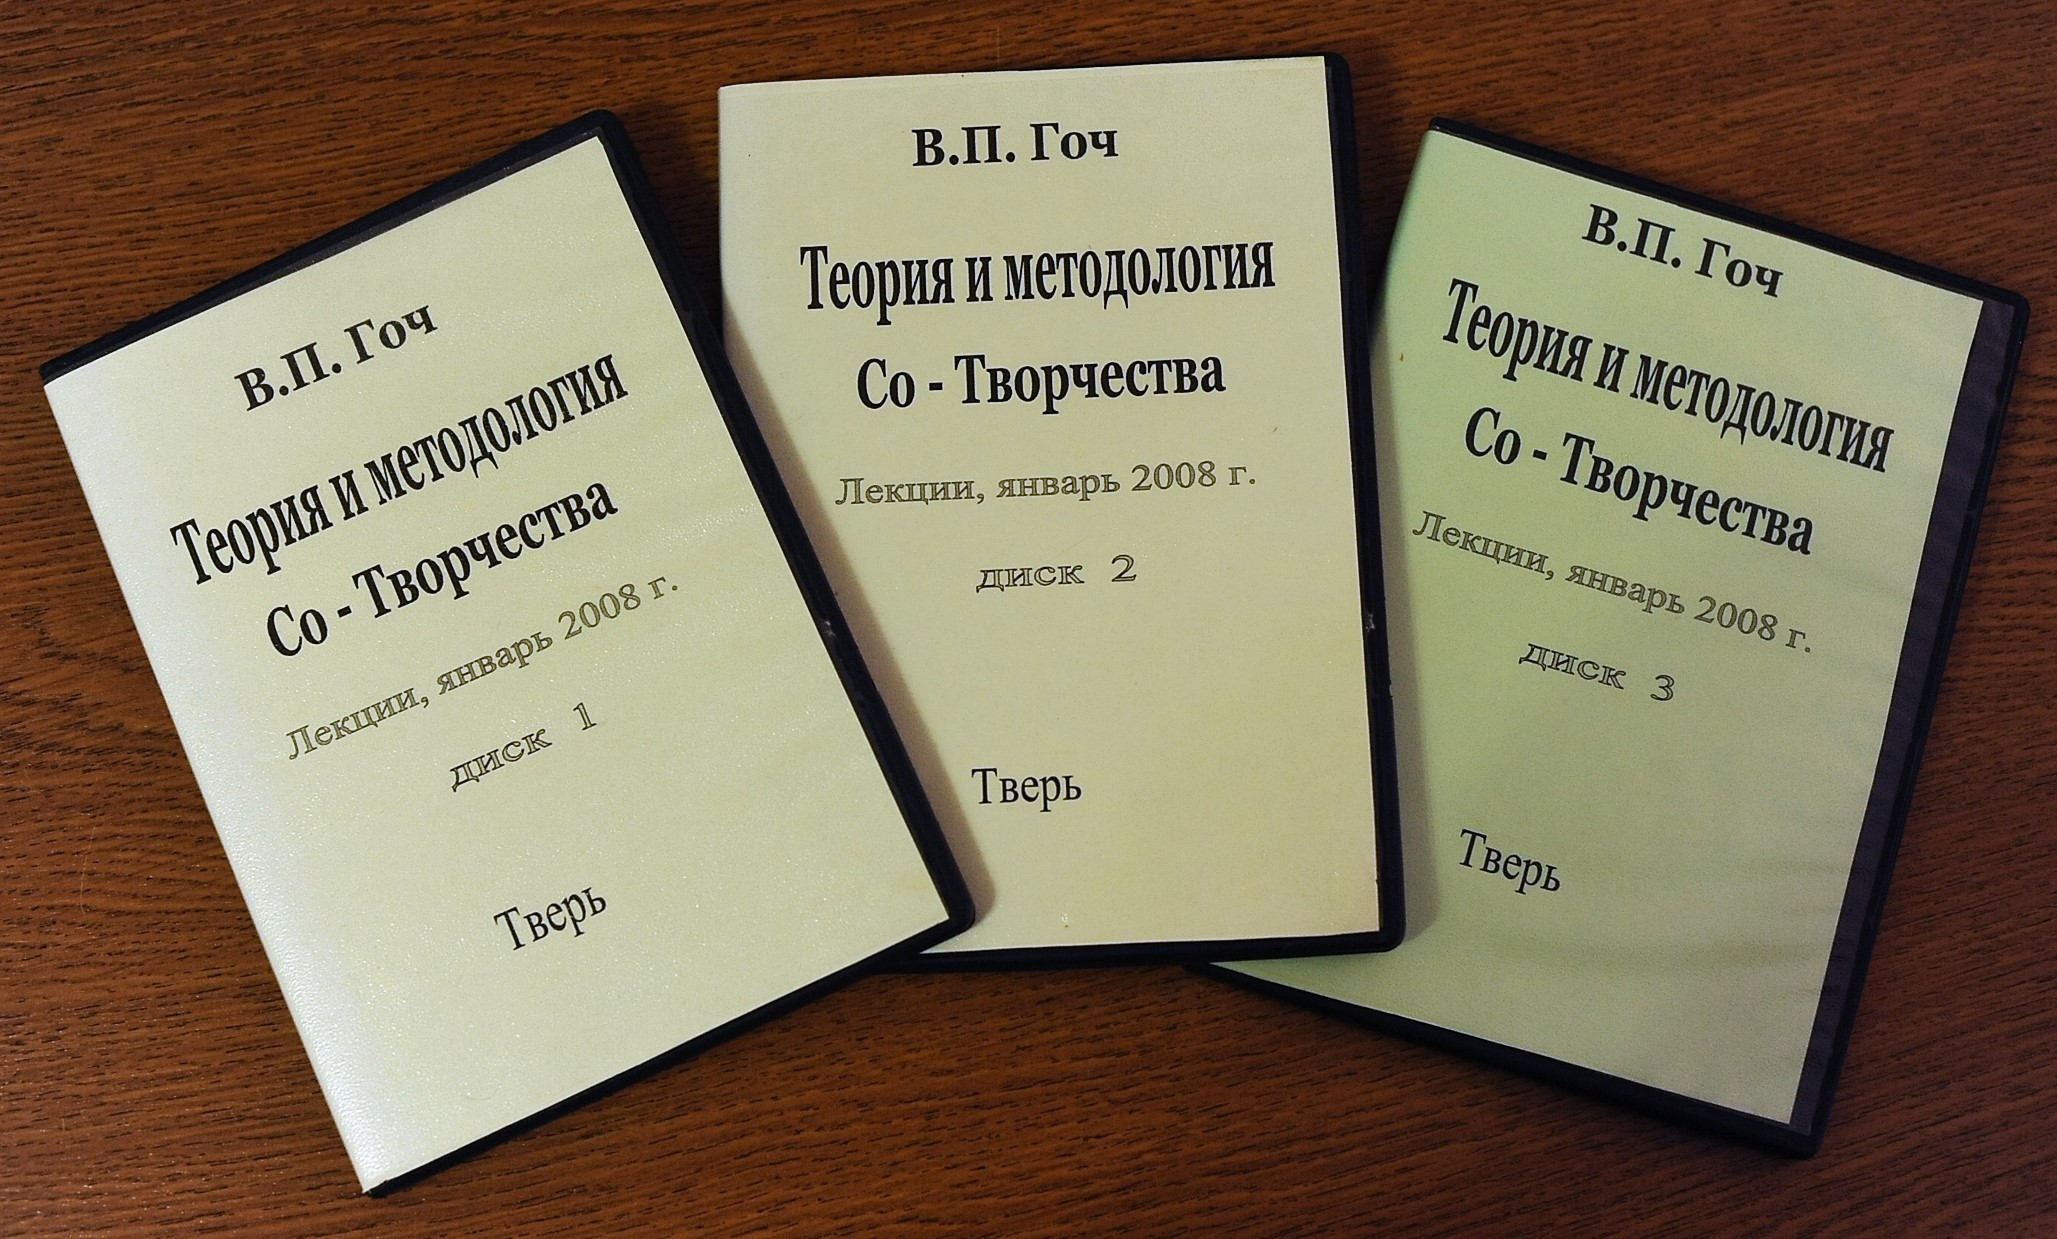 В.П. Гоч
Теория и методология
Со - Творчества
Лекции, январь 2008 г.
диск 1
Тверь
В.П. Гоч
Теория и методология
Со - Творчества
Лекции, январь 2008 г.
диск 2
Тверь
В.П. Гоч
Теория и методология
Со - Творчества
Лекции, январь 2008 г.
диск 3
Тверь